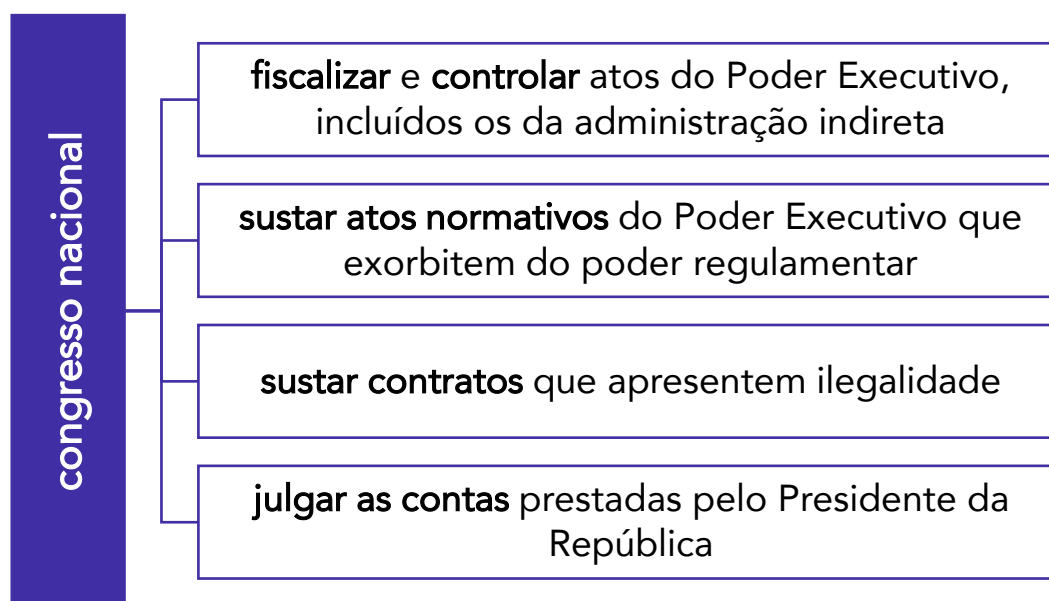 congresso nacional
fiscalizar e controlar atos do Poder Executivo,
incluídos os da administração indireta
sustar atos normativos do Poder Executivo que
exorbitem do poder regulamentar
sustar contratos que apresentem ilegalidade
julgar as contas prestadas pelo Presidente da
República